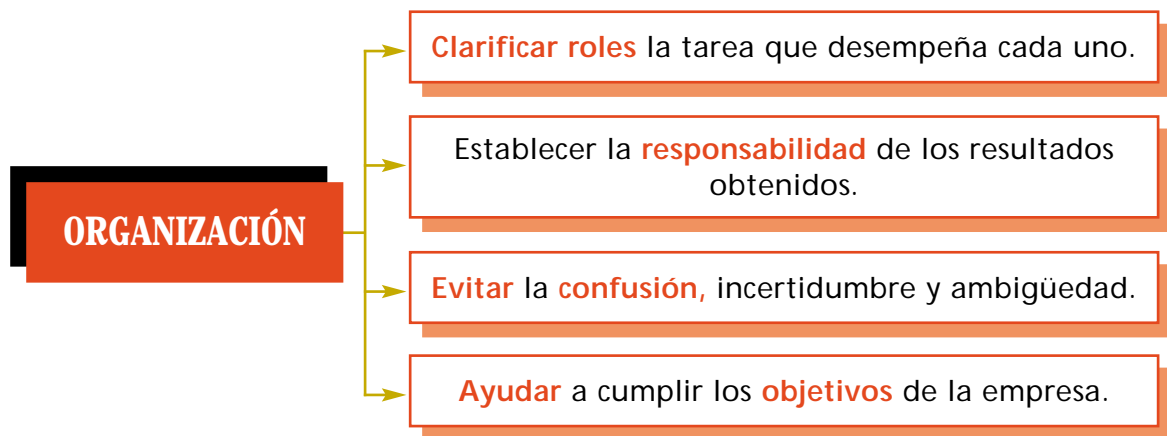 ORGANIZACIÓN
Clarificar roles la tarea que desempeña cada uno.
Establecer la responsabilidad de los resultados
obtenidos.
Evitar la confusión, incertidumbre y ambigüedad.
Ayudar a cumplir los objetivos de la empresa.